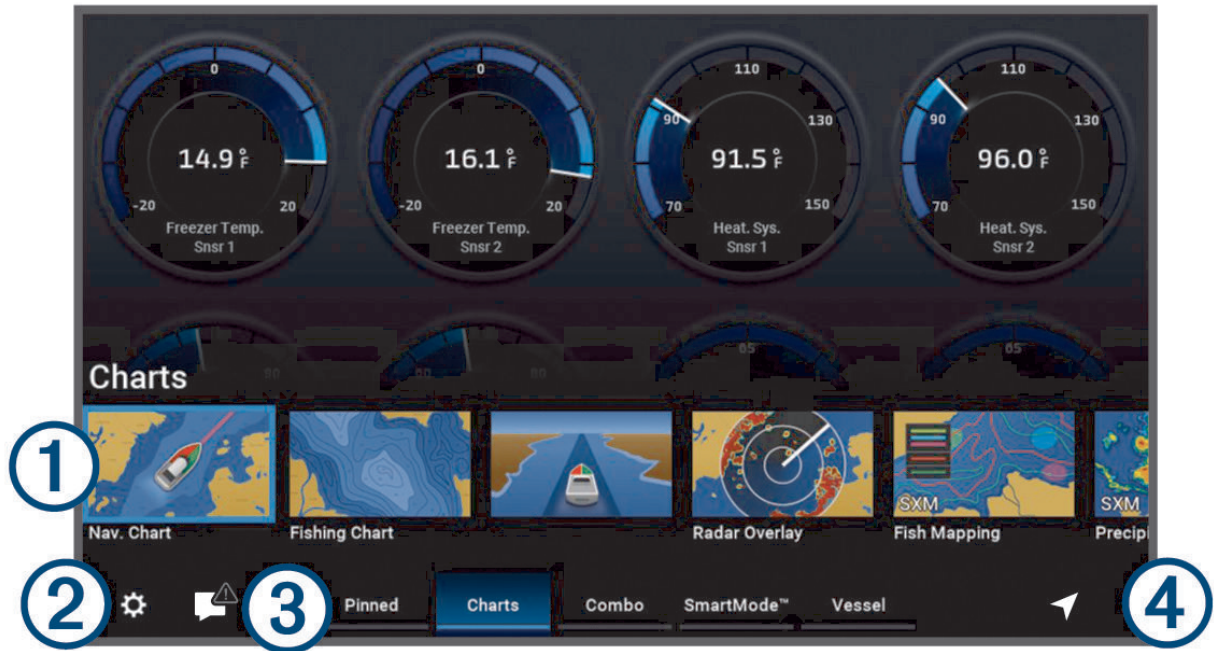 0
0
110
110
90
130
90
130
14.9 °F
16.1 °F
91.5 °F
96.0 °F
-20
20
-20
20
70
150
70
150
Freezer Temp.
Snsr 1
Freezer Temp.
Snsr 2
Heat. Sys.
Snsr 1
Heat. Sys.
Snsr 2
65
65
Charts
1
SXM
SXM
Nav. Chart
Fishing Chart
Radar Overlay
Fish Mapping
Precipi
2
3
Pinned
Charts
Combo
SmartMode™
Vessel
4